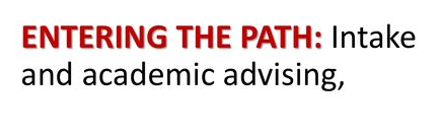 ENTERING THE PATH: Intake
and academic advising,